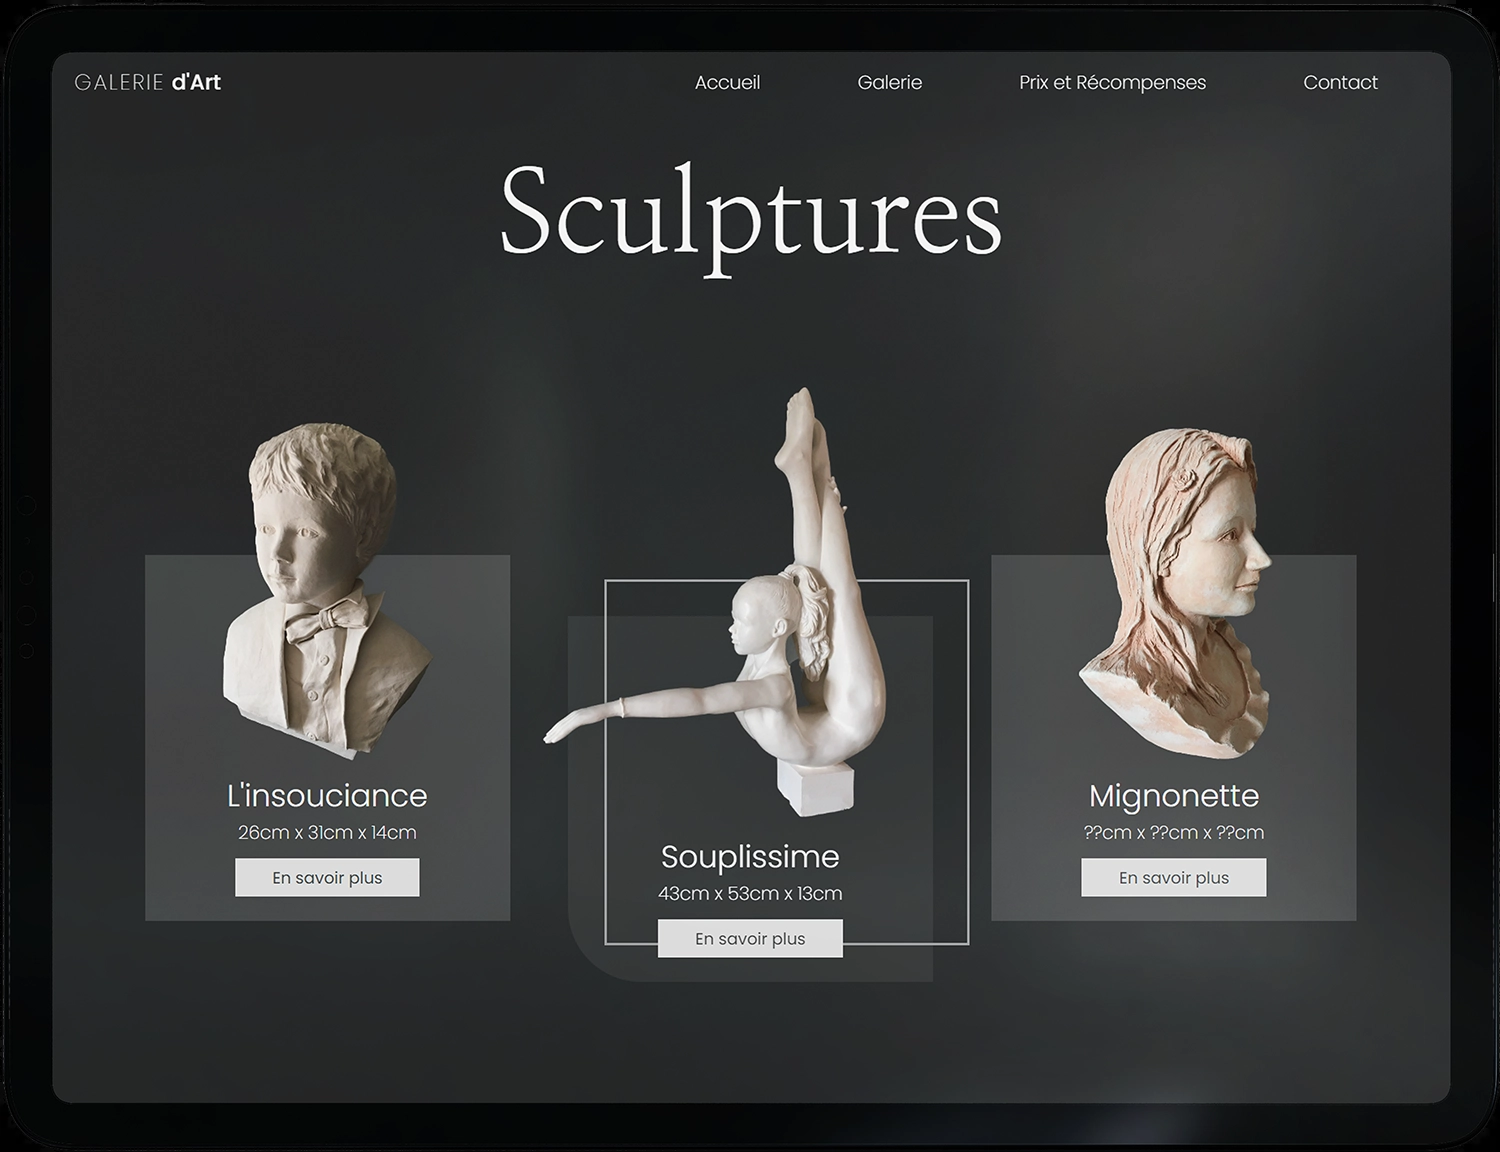 GALERIE d'Art
Accueil
Galerie
Prix et Récompenses
Contact
Sculptures
L'insouciance
26cm x 31cm x 14cm
En savoir plus
Souplissime
43cm x 53cm x 13cm
En savoir plus
Mignonette
??cm x ??cm x ??cm
En savoir plus